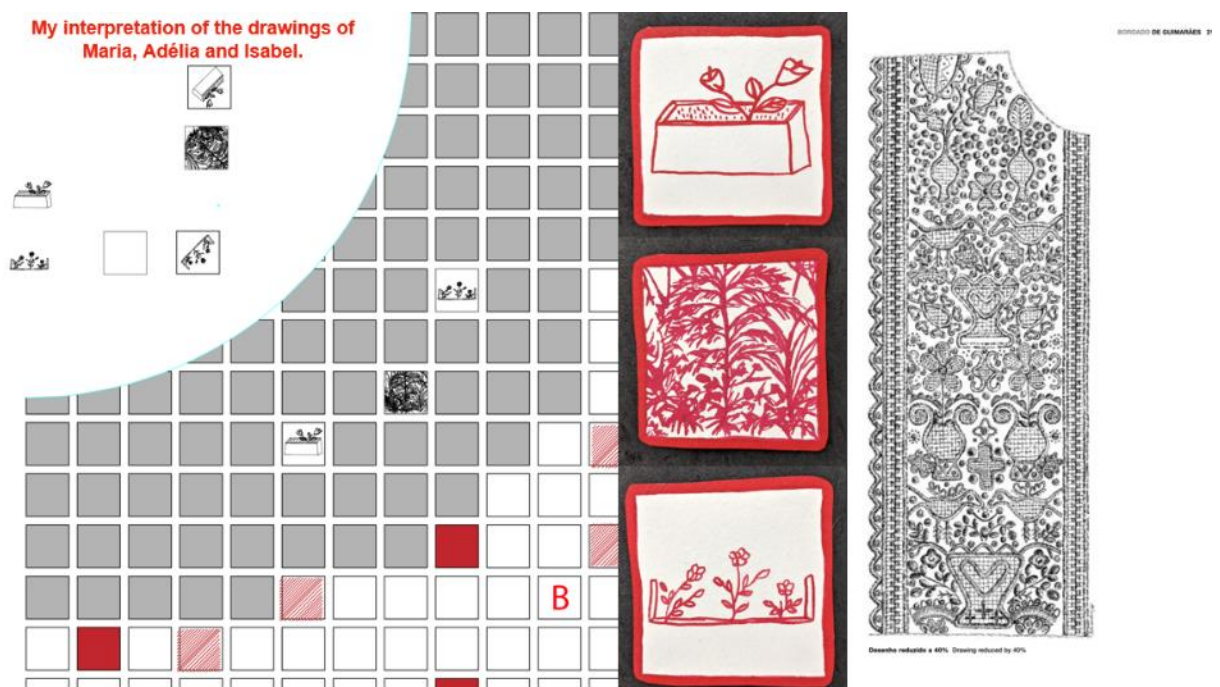 My interpretation of the drawings of
Maria, Adélia and Isabel.
B
BORDADO DE GUIMARÃES
Desenho reduzido a 40% Drawing reduced by 40%